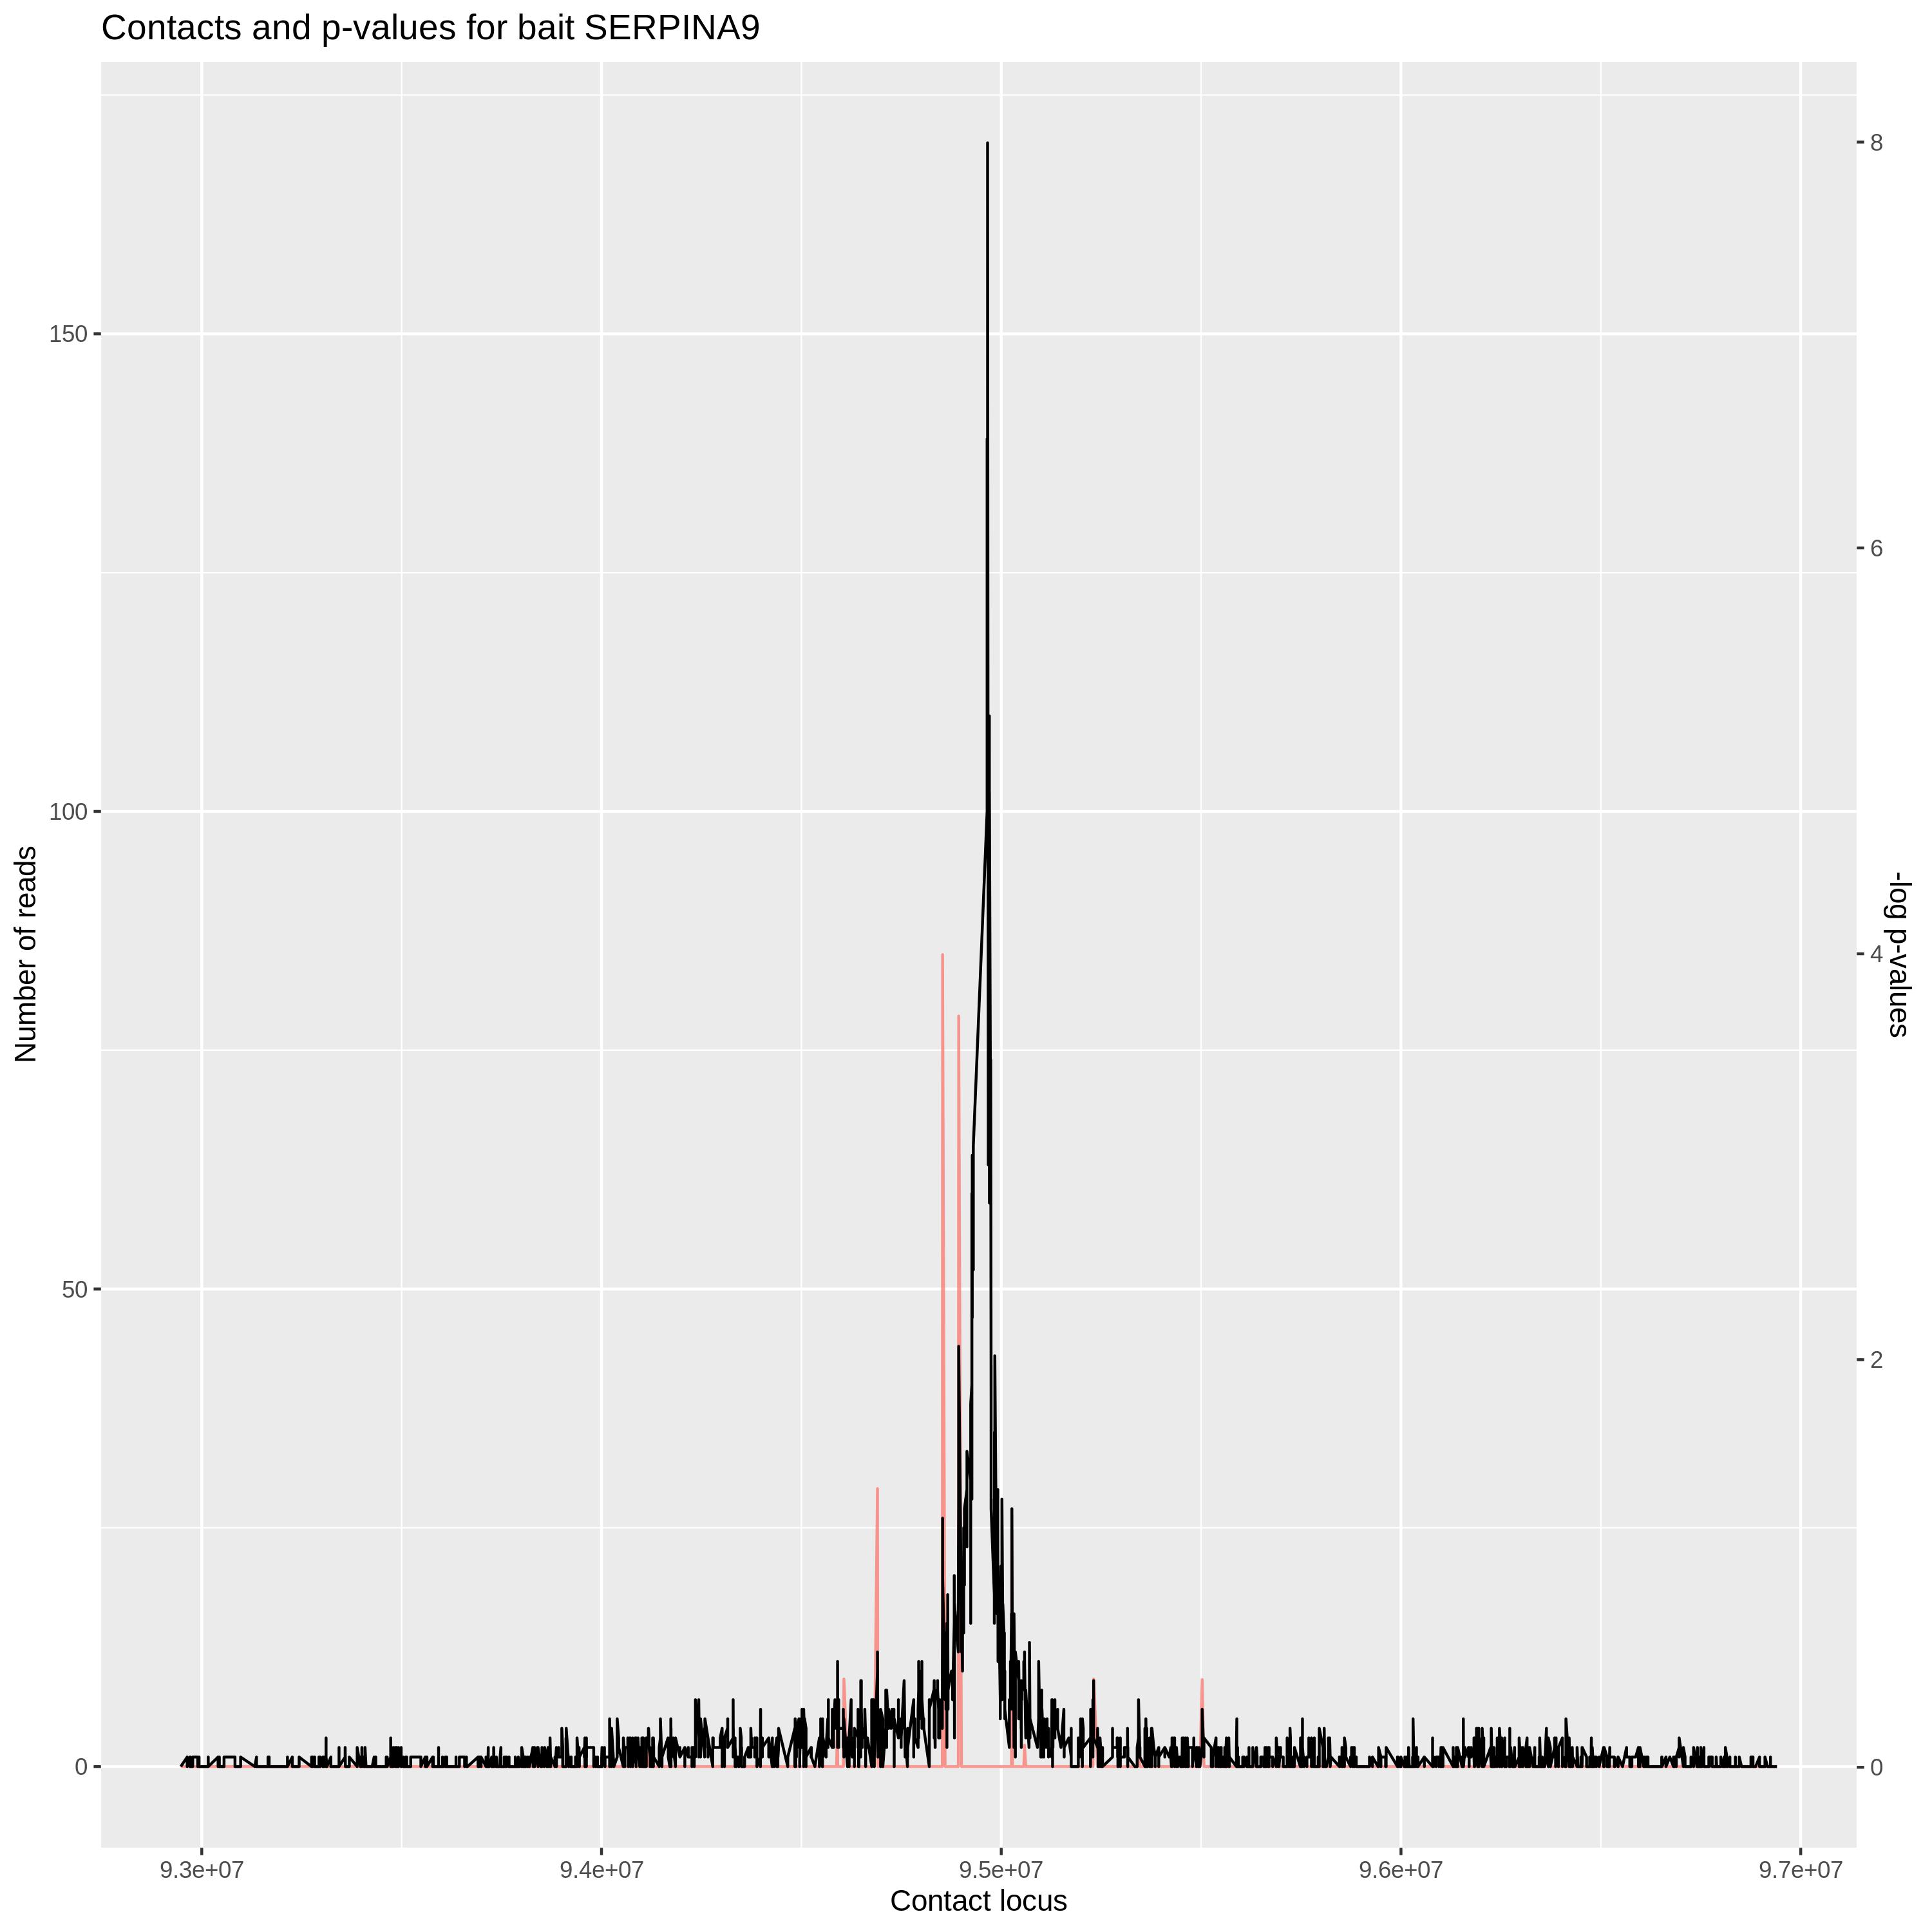 Contacts and p-values for bait SERPINA9
8
150
6
100
Number of reads
-log p-values
4
50
2
0
0
9.3e+07 9.4e+07 9.5e+07 9.6e+07 9.7e+07
Contact locus